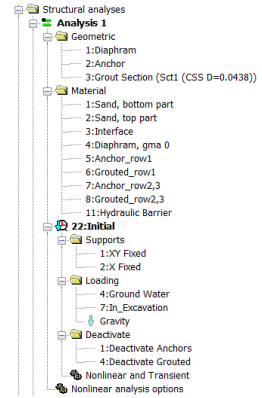 Structural analyses
Analysis 1
Geometric
1:Diaphram
2:Anchor
3:Grout Section (Sct1 (CSS D=0.0438))
Material
1:Sand, bottom part
2:Sand, top part
3:Interface
4:Diaphram, gma 0
5:Anchor_row1
6:Grouted_row1
7:Anchor_row2,3
8:Grouted_row2,3
11:Hydraulic Barrier
22:Initial
Supports
1:XY Fixed
2:X Fixed
Loading
4:Ground Water
7:In_Excavation
Gravity
Deactivate
1:Deactivate Anchors
4:Deactivate Grouted
Nonlinear and Transient
Nonlinear analysis options